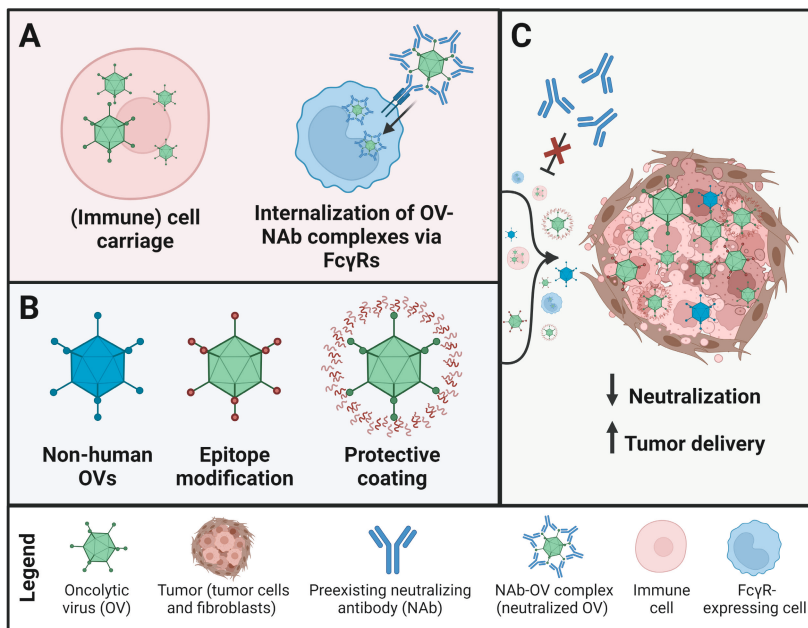 A
(Immune) cell
carriage
Internalization of OV-
NAb complexes via
FcγRs
B
Non-human
OVs
Epitope
modification
Protective
coating
C
Neutralization
Tumor delivery
Legend
Oncolytic
virus (OV)
Tumor (tumor cells
and fibroblasts)
Preexisting neutralizing
antibody (NAb)
NAb-OV complex
(neutralized OV)
Immune
cell
FcγR-
expressing cell